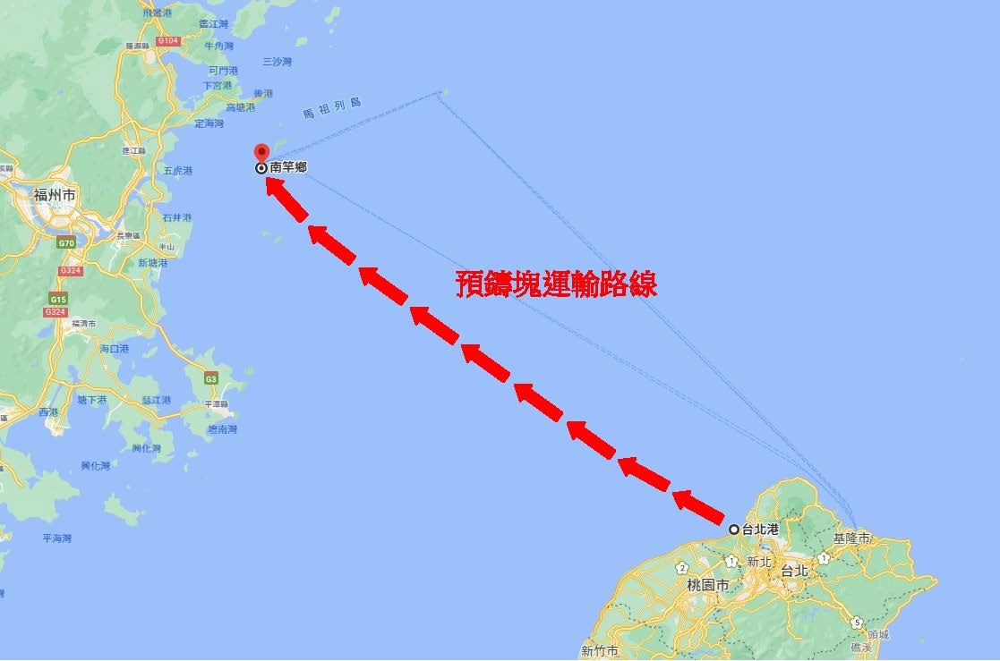 飛鸞港
鑑江灣
G104
羅源縣
牛角灣
三沙灣
可門港
下宮港
後港
高塘港
馬祖列島
定海灣
連江縣
五虎港
南竿鄉
福州市
石井港
長樂區
G70
半山
G324
新塘港
預鑄塊運輸路線
G15
G324
福清市
海口港
G3
塘下港
平潭縣
西港
壇南灣
興化灣
興化灣
平海灣
台北港
基隆市
2
1
新北
1
台北
桃園市
5
頭城
礁溪
新竹市